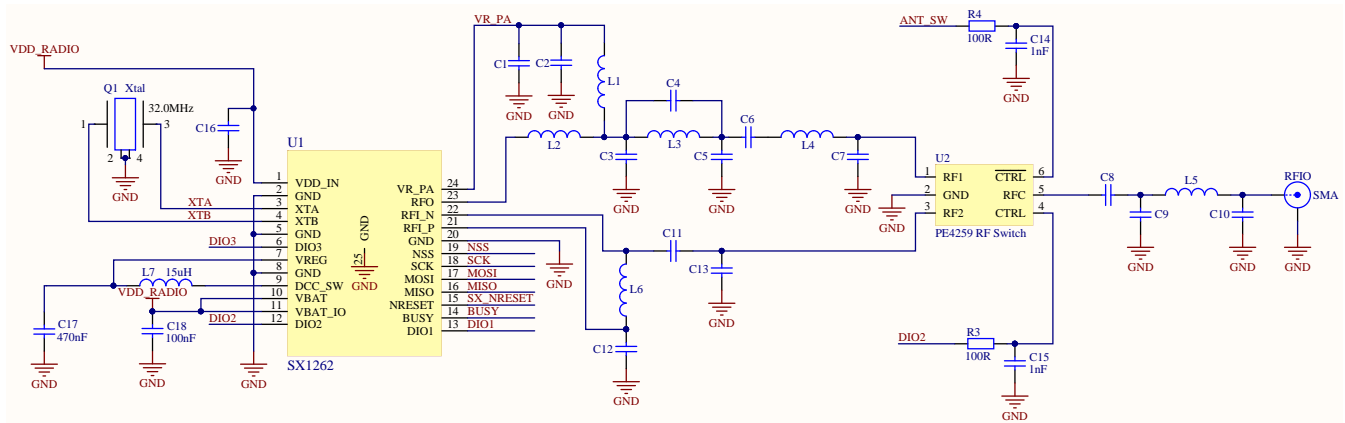 VDD_RADIO
Q1 Xtal
32.0MHz
1
3
2
4
GND
C16
GND
XTA
XTB
DIO3
L7
15uH
VDD_RADIO
C17
470nF
GND
C18
100nF
GND
DIO2
GND
U1
1
2
3
4
5
6
7
8
9
10
11
12
VDD_IN
GND
XTA
XTB
GND
DIO3
VREG
GND
DCC_SW
VBAT
VBAT_IO
DIO2
GND
25
GND
VR_PA
RFO
RFI_N
RFI_P
GND
NSS
SCK
MOSI
MISO
NRESET
BUSY
DIO1
24
23
22
21
20
19
18
17
16
15
14
13
NSS
SCK
MOSI
MISO
SX_NRESET
BUSY
DIO1
SX1262
GND
VR_PA
C1
GND
C2
GND
L1
L2
C4
C3
GND
L3
C5
GND
C6
L4
C7
GND
C11
L6
C12
GND
C13
GND
ANT_SW
R4
100R
C14
1nF
GND
U2
1
2
3
RF1
GND
RF2
CTRL
RFC
CTRL
6
5
4
PE4259 RF Switch
GND
DIO2
R3
100R
C15
1nF
GND
C8
C9
GND
L5
C10
GND
RFIO
SMA
GND